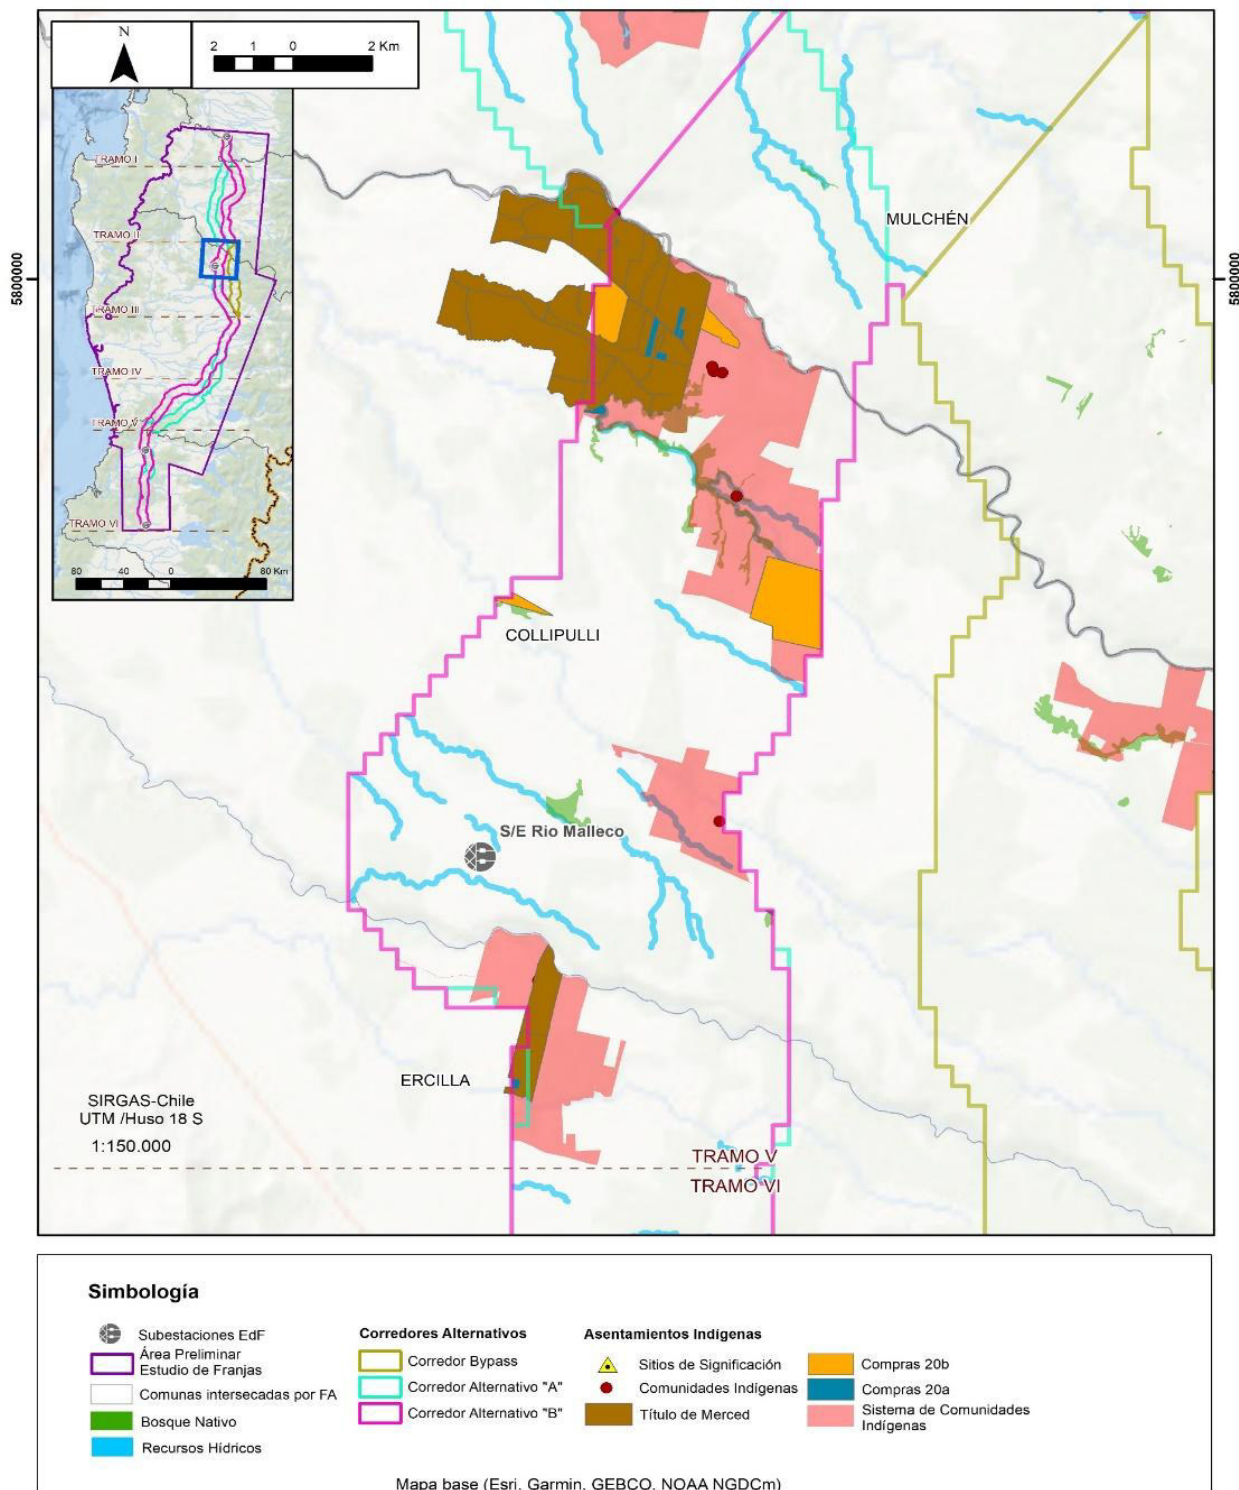 N
2 1 0 2 Km
TRAMO I
TRAMO II
TRAMO III
TRAMO IV
TRAMO V
TRAMO VI
80 40 0 80 Km
5800000
5800000
MULCHÉN
COLLIPULLI
S/E Rio Malleco
ERCILLA
SIRGAS-Chile
UTM /Huso 18 S
1:150.000
TRAMO V
TRAMO VI
Simbología
Subestaciones EdF
Área Preliminar
Estudio de Franjas
Comunas intersecadas por FA
Bosque Nativo
Recursos Hídricos
Corredores Alternativos
Corredor Bypass
Corredor Alternativo "A"
Corredor Alternativo "B"
Asentamientos Indígenas
Sitios de Significación
Comunidades Indígenas
Título de Merced
Compras 20b
Compras 20a
Sistema de Comunidades
Indígenas
Mapa base (Esri, Garmin, GEBCO, NOAA NGDCm)